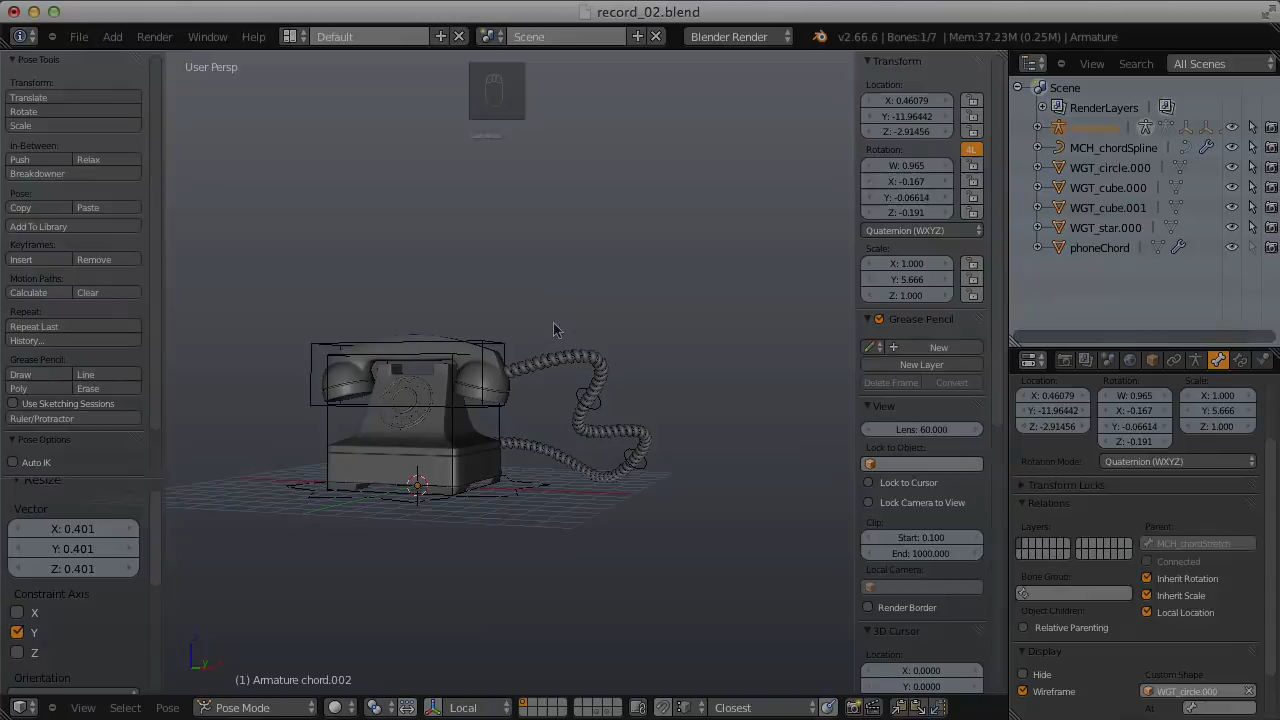 record_02.blend
File Add Render Window Help Default Scene Blender Render v2.66.6 | Bones:1/7 | Mem:37.23M (0.25M) | Armature
Pose Tools
Transform:
Translate
Rotate
Scale
In-Between:
Push Relax
Breakdowner
Pose:
Copy Paste
Add To Library
Keyframes:
Insert Remove
Motion Paths:
Calculate Clear
Repeat:
Repeat Last
History...
Grease Pencil:
Draw Line
Poly Erase
Use Sketching Sessions
Ruler/Protractor
Pose Options
Auto IK
Resize
Vector
X: 0.401
Y: 0.401
Z: 0.401
Constraint Axis
X
Y
Z
Orientation
User Persp
z
y
(1) Armature chord.002
View Select Pose Pose Mode Local Closest
Transform
Location:
X: 0.46079
Y: -11.96442
Z: -2.91456
Rotation: 4L
W: 0.965
X: -0.167
Y: -0.06614
Z: -0.191
Quaternion (WXYZ)
Scale:
X: 1.000
Y: 5.666
Z: 1.000
Grease Pencil
New
New Layer
Delete Frame Convert
View
Lens: 60.000
Lock to Object:
Lock to Cursor
Lock Camera to View
Clip:
Start: 0.100
End: 1000.000
Local Camera:
Render Border
3D Cursor
Location:
X: 0.0000
Y: 0.0000
View Search All Scenes
Scene
RenderLayers
MCH_chordSpline
WGT_circle.000
WGT_cube.000
WGT_cube.001
WGT_star.000
phoneChord
Location: Rotation: Scale:
X: 0.46079 W: 0.965 X: 1.000
Y: -11.96442 X: -0.167 Y: 5.666
Z: -2.91456 Y: -0.06614 Z: 1.000
Z: -0.191
Rotation Mode: Quaternion (WXYZ)
Transform Locks
Relations
Layers: Parent:
MCH_chordStretch
Connected
Bone Group: Inherit Rotation
Inherit Scale
Object Children: Local Location
Relative Parenting
Display
Hide Custom Shape
Wireframe WGT_circle.000
At: